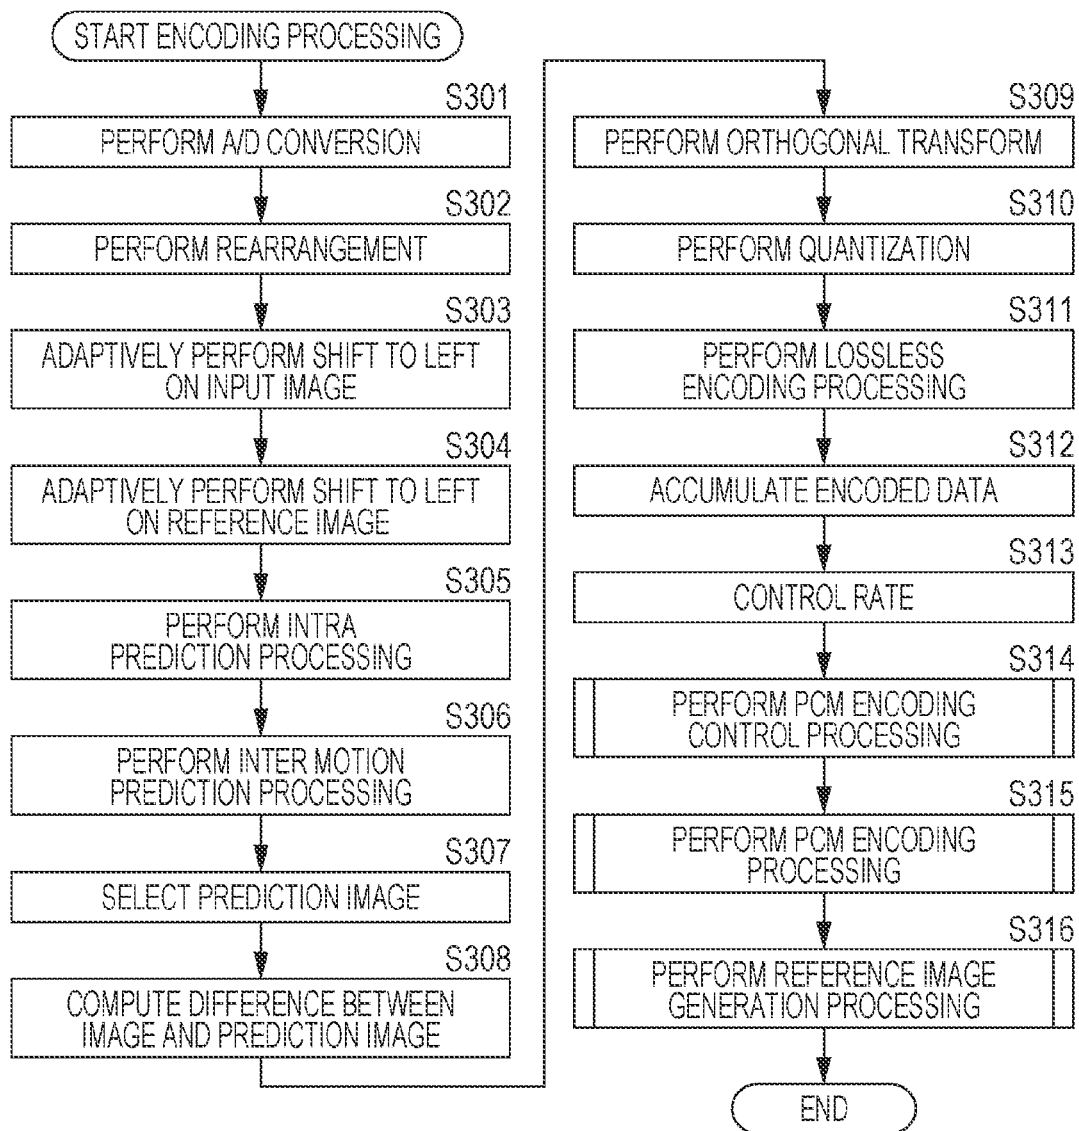 START ENCODING PROCESSING
S301
PERFORM A/D CONVERSION
S302
PERFORM REARRANGEMENT
S303
ADAPTIVELY PERFORM SHIFT TO LEFT
ON INPUT IMAGE
S304
ADAPTIVELY PERFORM SHIFT TO LEFT
ON REFERENCE IMAGE
S305
PERFORM INTRA
PREDICTION PROCESSING
S306
PERFORM INTER MOTION
PREDICTION PROCESSING
S307
SELECT PREDICTION IMAGE
S308
COMPUTE DIFFERENCE BETWEEN
IMAGE AND PREDICTION IMAGE
S309
PERFORM ORTHOGONAL TRANSFORM
S310
PERFORM QUANTIZATION
S311
PERFORM LOSSLESS
ENCODING PROCESSING
S312
ACCUMULATE ENCODED DATA
S313
CONTROL RATE
S314
PERFORM PCM ENCODING
CONTROL PROCESSING
S315
PERFORM PCM ENCODING
PROCESSING
S316
PERFORM REFERENCE IMAGE
GENERATION PROCESSING
END